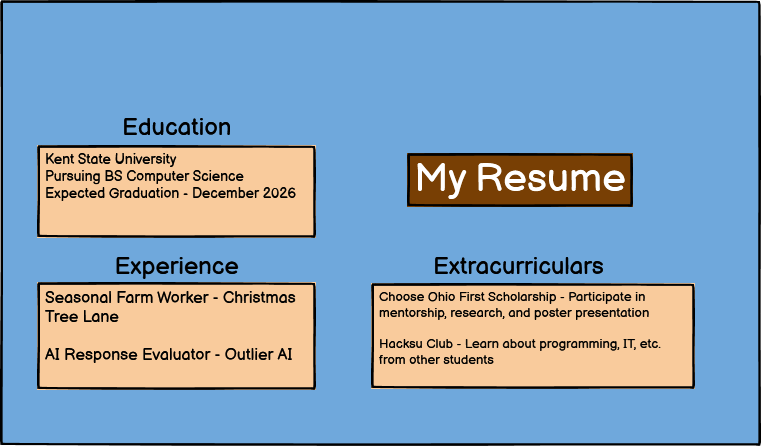 Education
Kent State University
Pursuing BS Computer Science
Expected Graduation - December 2026
My Resume
Experience
Seasonal Farm Worker - Christmas
Tree Lane
AI Response Evaluator - Outlier AI
Extracurriculars
Choose Ohio First Scholarship - Participate in
mentorship, research, and poster presentation
Hacksu Club - Learn about programming, IT, etc.
from other students